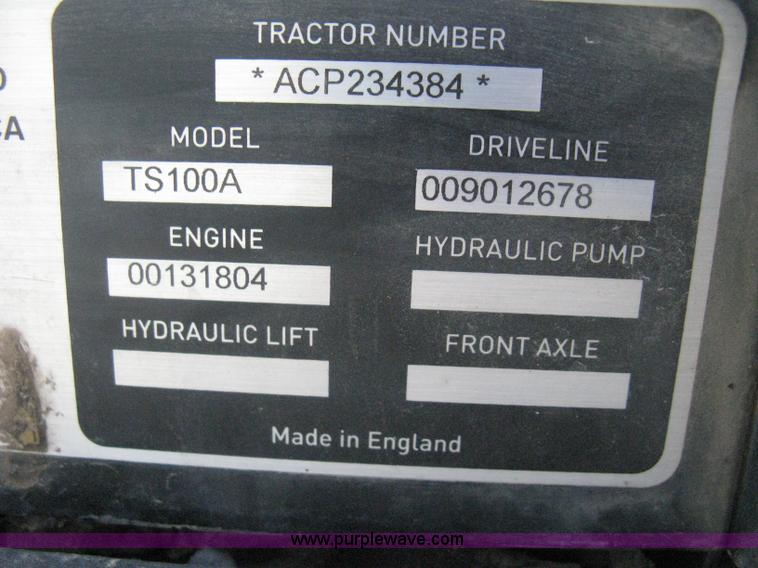 TRACTOR NUMBER
* ACP234384 *
MODEL
TS100A
DRIVELINE
009012678
ENGINE
00131804
HYDRAULIC PUMP
HYDRAULIC LIFT
FRONT AXLE
Made in England
www.purplewave.com